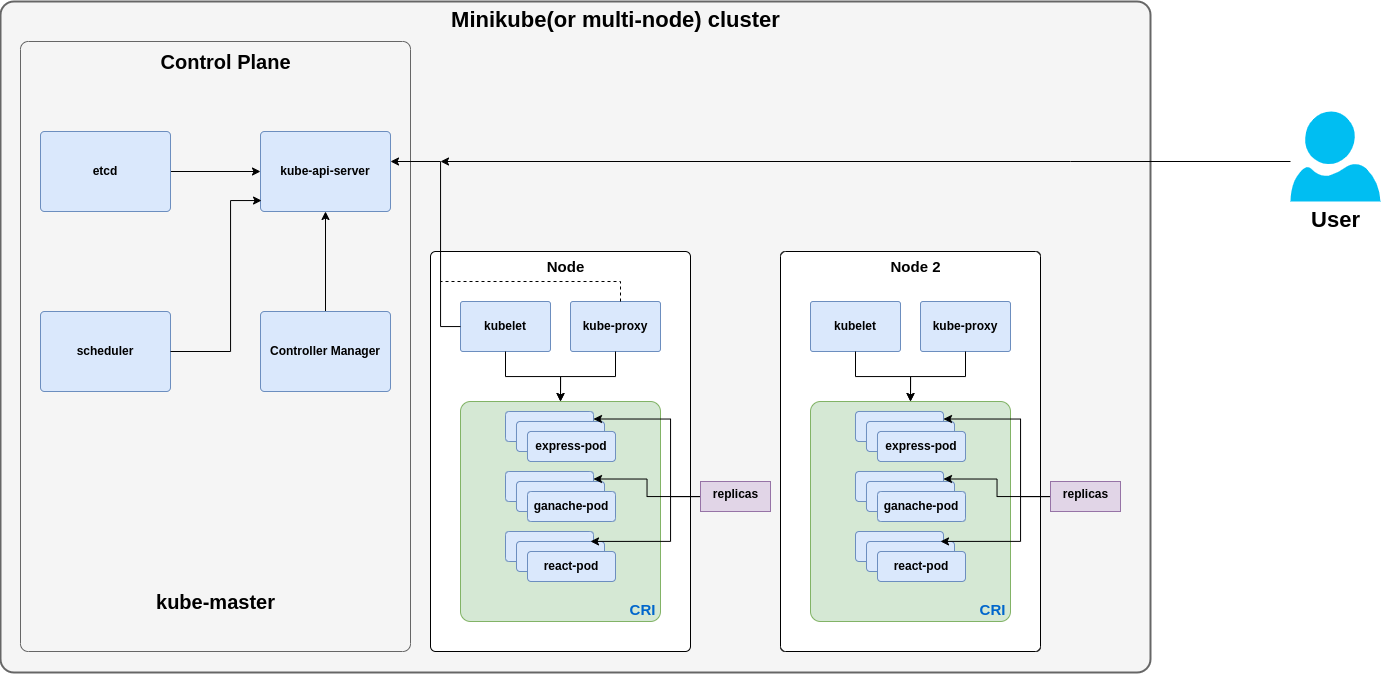 Minikube(or multi-node) cluster
Control Plane
etcd
kube-api-server
scheduler
Controller Manager
kube-master
Node
kubelet
kube-proxy
express-pod
ganache-pod
react-pod
CRI
replicas
Node 2
kubelet
kube-proxy
express-pod
ganache-pod
react-pod
CRI
replicas
User